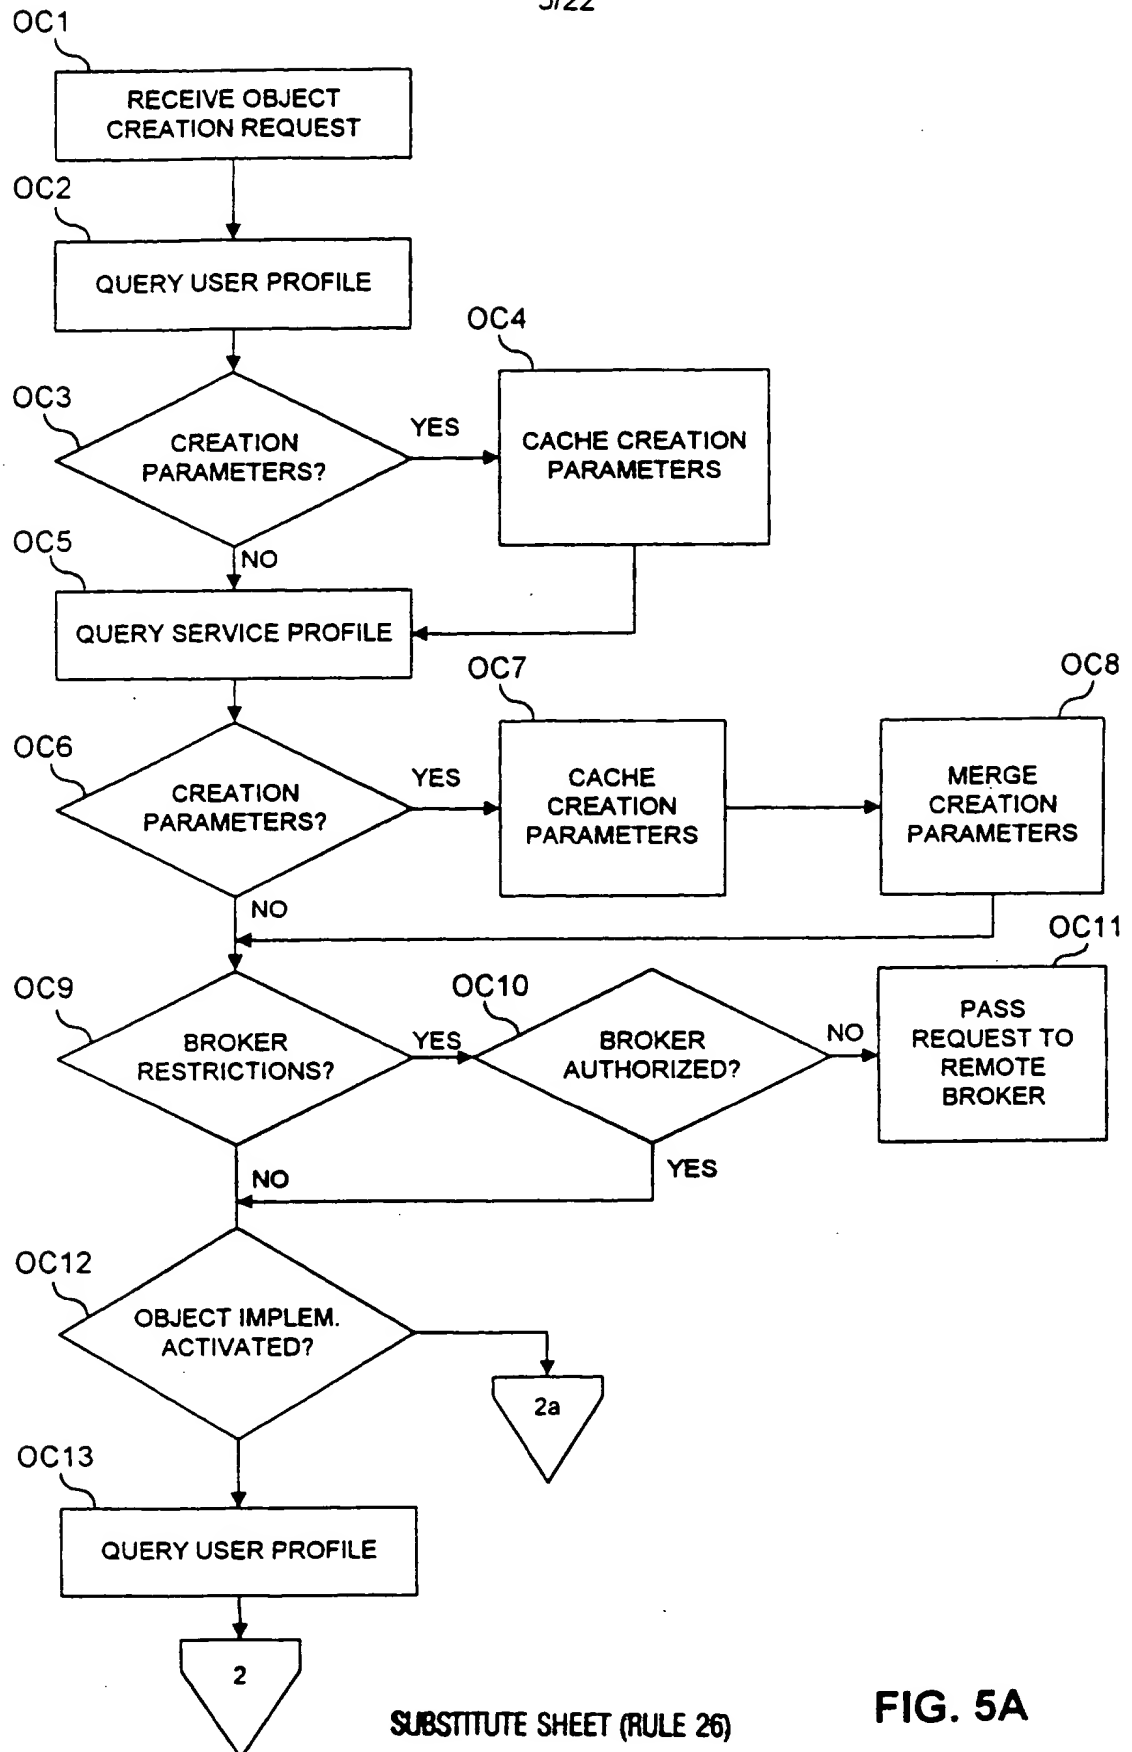 5/22
OC1
RECEIVE OBJECT
CREATION REQUEST
OC2
QUERY USER PROFILE
OC3
CREATION
PARAMETERS?
YES
OC4
CACHE CREATION
PARAMETERS
NO
OC5
QUERY SERVICE PROFILE
OC6
CREATION
PARAMETERS?
YES
OC7
CACHE
CREATION
PARAMETERS
OC8
MERGE
CREATION
PARAMETERS
NO
OC9
BROKER
RESTRICTIONS?
YES
OC10
BROKER
AUTHORIZED?
NO
OC11
PASS
REQUEST TO
REMOTE
BROKER
NO
YES
OC12
OBJECT IMPLEM.
ACTIVATED?
2a
OC13
QUERY USER PROFILE
2
SUBSTITUTE SHEET (RULE 26)
FIG. 5A